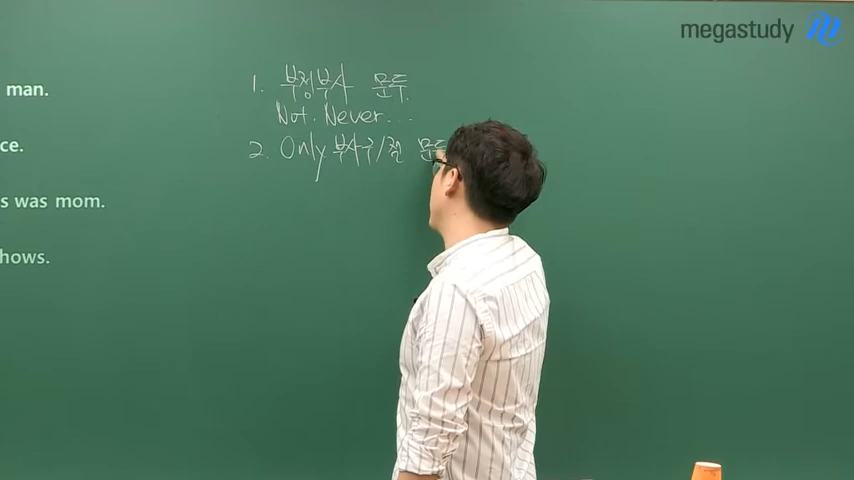 megastudy
man.
ce.
s was mom.
hows.
1. 부정부사 문두.
Not. Never...
2. Only 부사구/절 문두